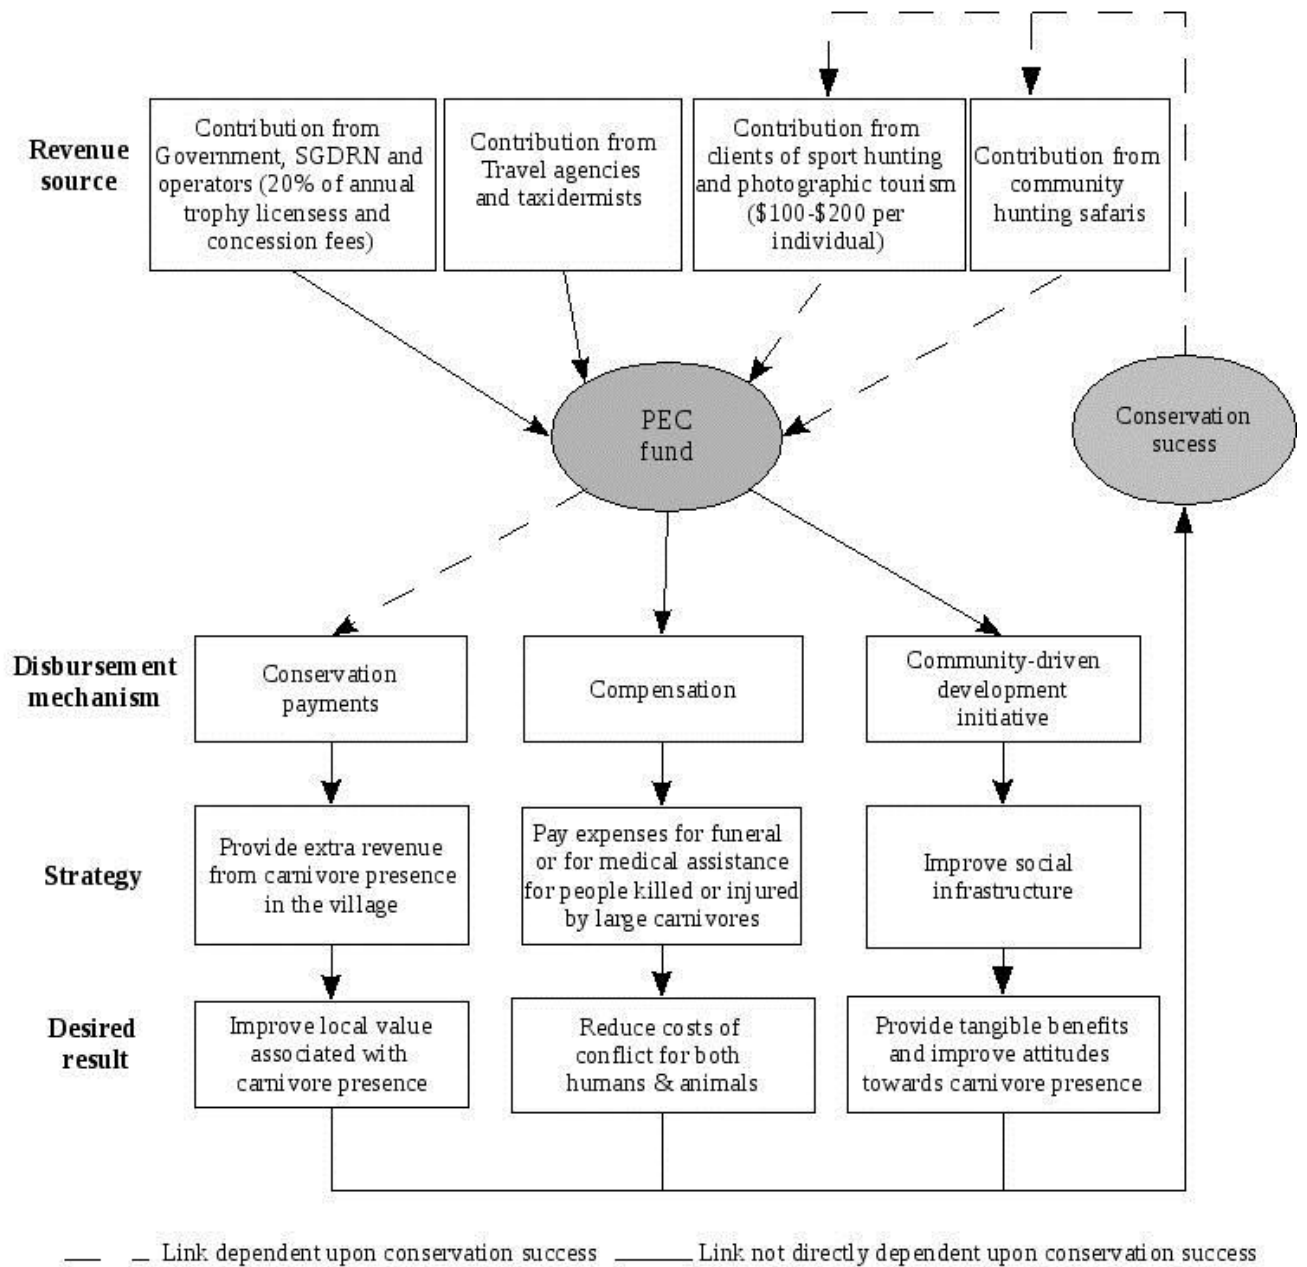 Revenue
source
Contribution from
Government, SGDRN and
operators (20% of annual
trophy licensess and
concession fees)
Contribution from
Travel agencies
and taxidermists
Contribution from
clients of sport hunting
and photographic tourism
($100-$200 per
individual)
Contribution from
community
hunting safaris
PEC
fund
Conservation
sucess
Disbursement
mechanism
Conservation
payments
Compensation
Community-driven
development
initiative
Strategy
Provide extra revenue
from carnivore presence
in the village
Pay expenses for funeral
or for medical assistance
for people killed or injured
by large carnivores
Improve social
infrastructure
Desired
result
Improve local value
associated with
carnivore presence
Reduce costs of
conflict for both
humans & animals
Provide tangible benefits
and improve attitudes
towards carnivore presence
Link dependent upon conservation success
Link not directly dependent upon conservation success